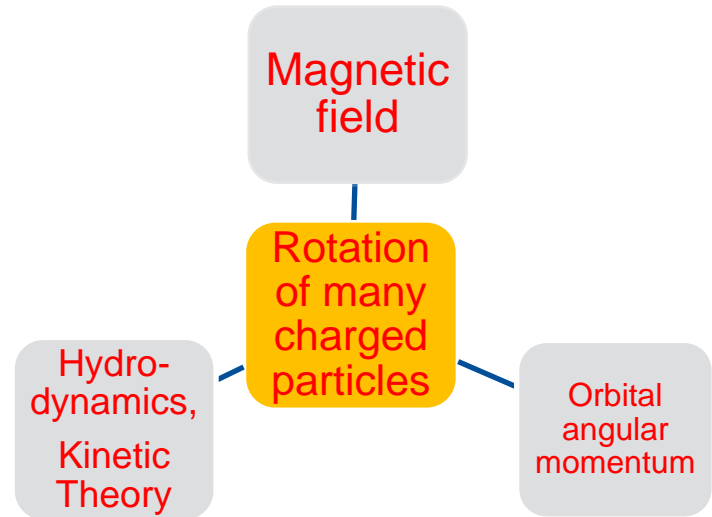 Magnetic
field
Rotation
of many
charged
particles
Hydro-
dynamics,
Kinetic
Theory
Orbital
angular
momentum